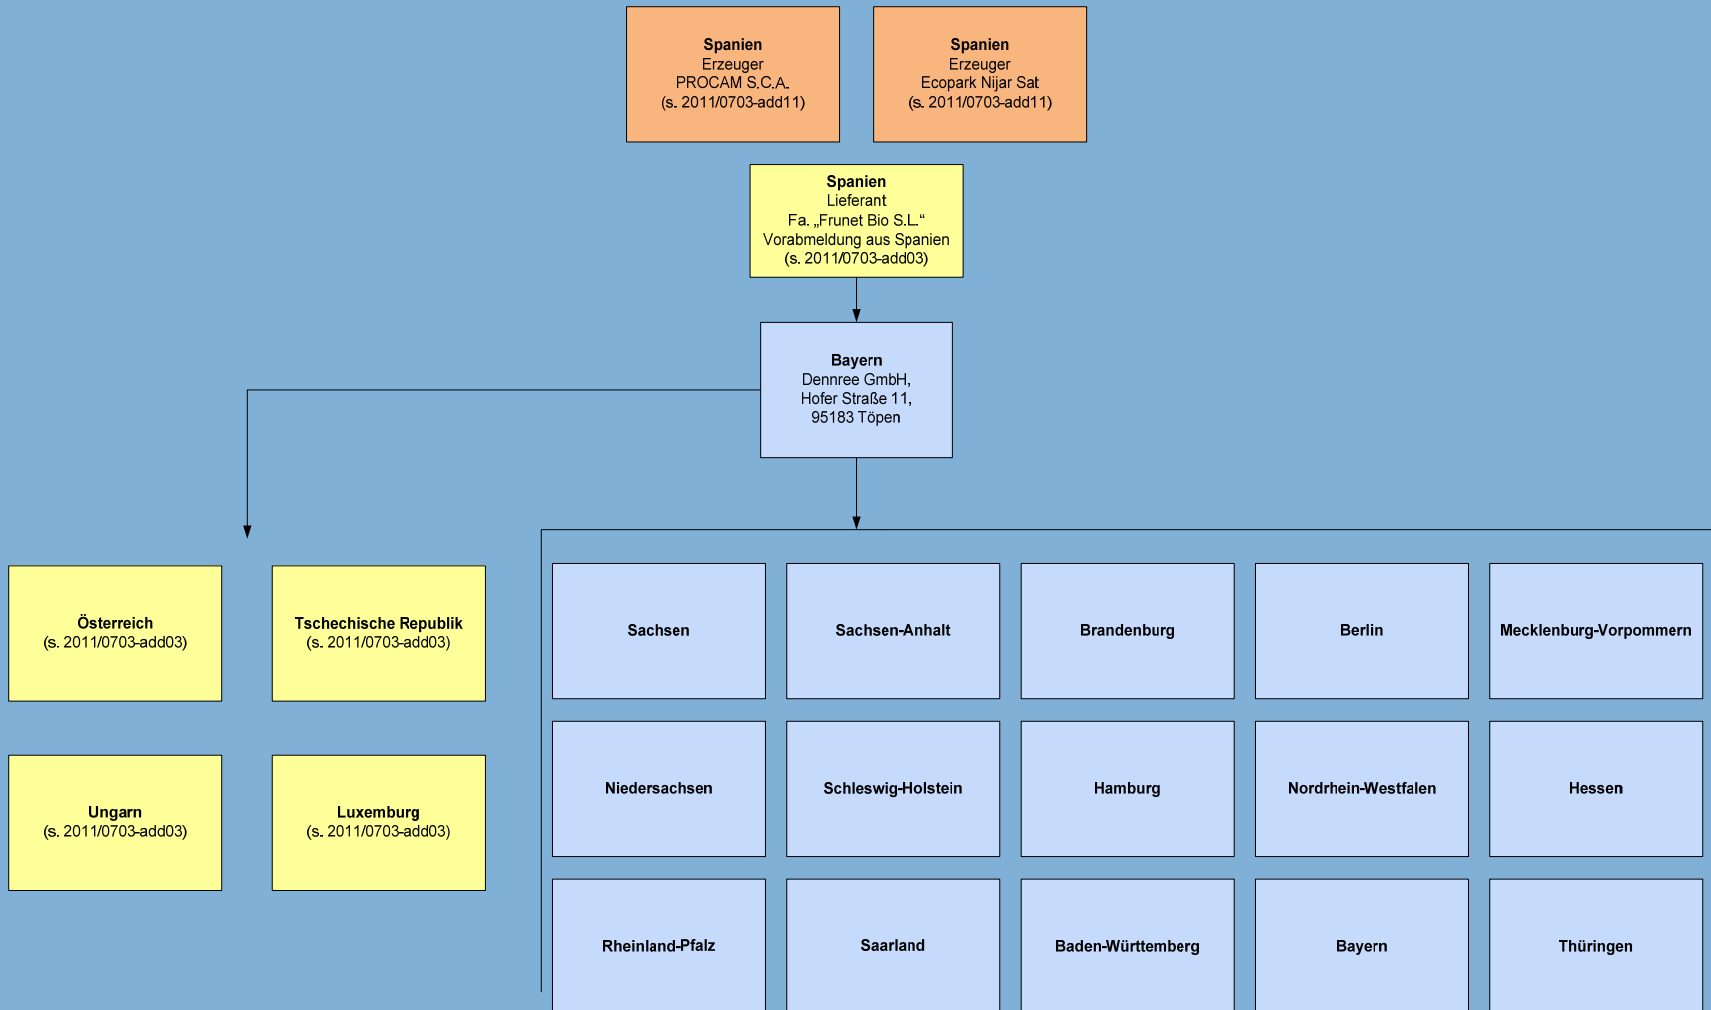 Spanien
Erzeuger
PROCAM S.C.A.
(s. 2011/0703-add11)
Spanien
Erzeuger
Ecopark Nijar Sat
(s. 2011/0703-add11)
Spanien
Lieferant
Fa. „Frunet Bio S.L.“
Vorabmeldung aus Spanien
(s. 2011/0703-add03)
Bayern
Dennree GmbH,
Hofer Straße 11,
95183 Töpen
Österreich
(s. 2011/0703-add03)
Tschechische Republik
(s. 2011/0703-add03)
Ungarn
(s. 2011/0703-add03)
Luxemburg
(s. 2011/0703-add03)
Sachsen
Sachsen-Anhalt
Brandenburg
Berlin
Mecklenburg-Vorpommern
Niedersachsen
Schleswig-Holstein
Hamburg
Nordrhein-Westfalen
Hessen
Rheinland-Pfalz
Saarland
Baden-Württemberg
Bayern
Thüringen